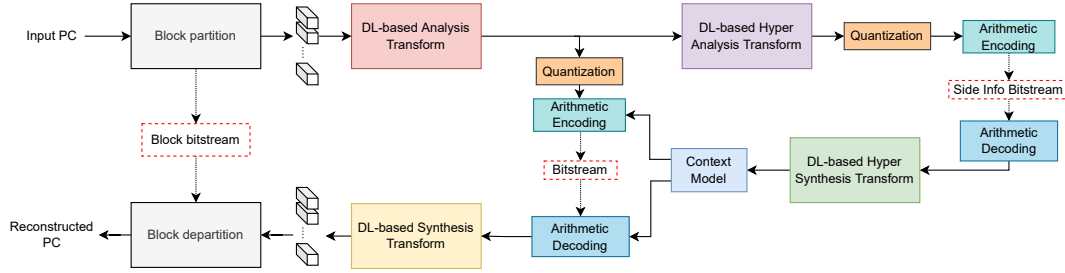 Input PC
Block partition
DL-based Analysis
Transform
DL-based Hyper
Analysis Transform
Quantization
Arithmetic
Encoding
Quantization
Side Info Bitstream
Arithmetic
Encoding
Block bitstream
Arithmetic
Decoding
Bitstream
Context
Model
DL-based Hyper
Synthesis Transform
Reconstructed
PC
Block departition
DL-based Synthesis
Transform
Arithmetic
Decoding